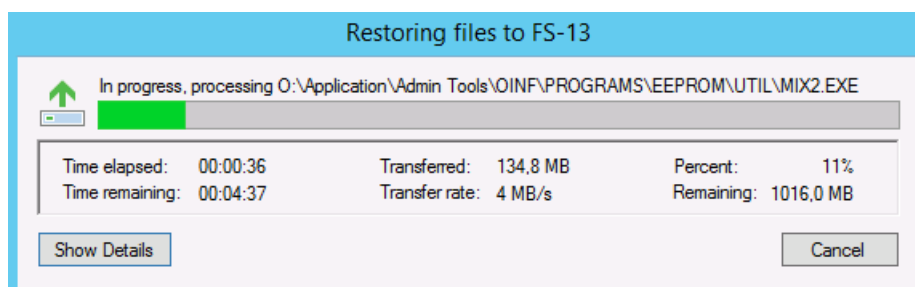 Restoring files to FS-13
In progress, processing O:\Application\Admin Tools\OINF\PROGRAMS\EEPROM\UTIL\MIX2.EXE
Time elapsed: 00:00:36 Transferred: 134,8 MB Percent: 11%
Time remaining: 00:04:37 Transfer rate: 4 MB/s Remaining: 1016,0 MB
Show Details Cancel